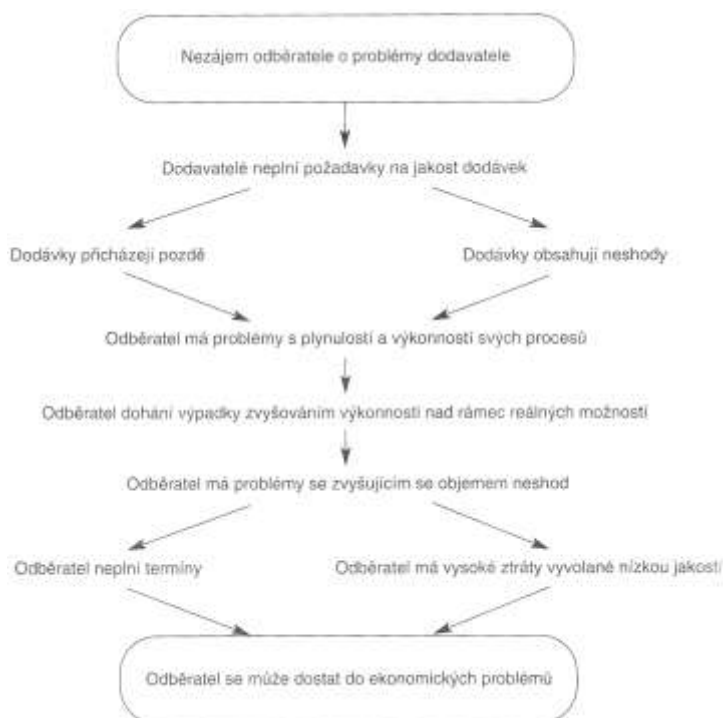 Nezájem odběratele o problémy dodavatele
Dodavatelé neplní požadavky na jakost dodávek
Dodávky přicházejí pozdě
Dodávky obsahují neshody
Odběratel má problémy s plynulostí a výkonností svých procesů
Odběratel dohání výpadky zvyšováním výkonnosti nad rámec reálných možností
Odběratel má problémy se zvyšujícím se objemem neshod
Odběratel neplní termíny
Odběratel má vysoké ztráty vyvolané nízkou jakostí
Odběratel se může dostat do ekonomických problémů